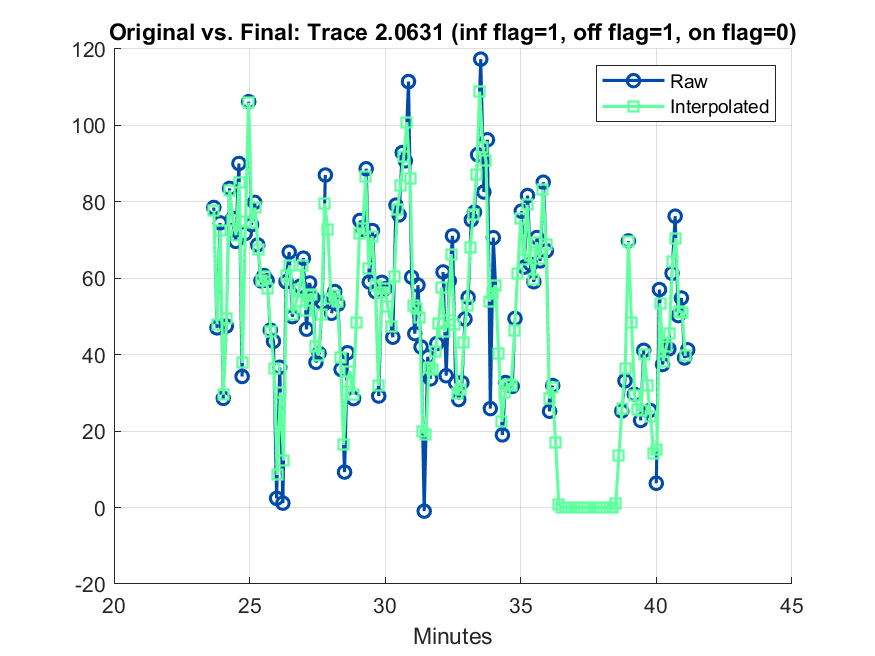 Original vs. Final: Trace 2.0631 (inf flag=1, off flag=1, on flag=0)
120
100
80
60
40
20
0
-20
Raw
Interpolated
20 25 30 35 40 45
Minutes